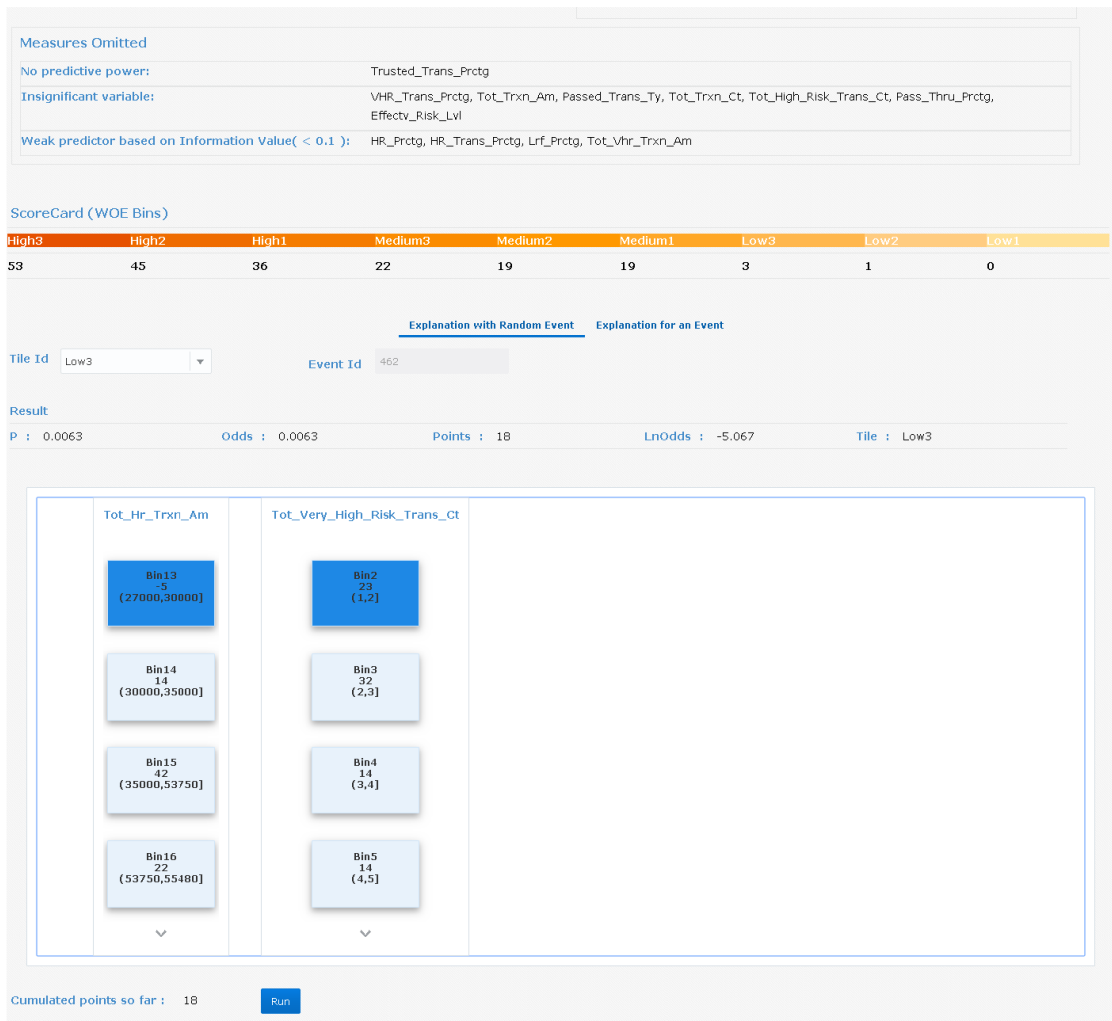 Measures Omitted
No predictive power: Trusted_Trans_Prctg
Insignificant variable: VHR_Trans_Prctg, Tot_Trxn_Am, Passed_Trans_Ty, Tot_Trxn_Ct, Tot_High_Risk_Trans_Ct, Pass_Thru_Prctg,
Effectv_Risk_Lvl
Weak predictor based on Information Value( < 0.1 ): HR_Prctg, HR_Trans_Prctg, Lrf_Prctg, Tot_Vhr_Trxn_Am
ScoreCard (WOE Bins)
High3 High2 High1 Medium3 Medium2 Medium1 Low3 Low2 Low1
53 45 36 22 19 19 3 1 0
Explanation with Random Event Explanation for an Event
Tile Id Low3 Event Id 462
Result
P : 0.0063 Odds : 0.0063 Points : 18 LnOdds : -5.067 Tile : Low3
Tot_Hr_Trxn_Am Tot_Very_High_Risk_Trans_Ct
Bin13 Bin2
-5 23
(27000,30000] (1,2]
Bin14 Bin3
14 32
(30000,35000] (2,3]
Bin15 Bin4
42 14
(35000,53750] (3,4]
Bin16 Bin5
22 14
(53750,55480] (4,5]
Cumulated points so far : 18 Run